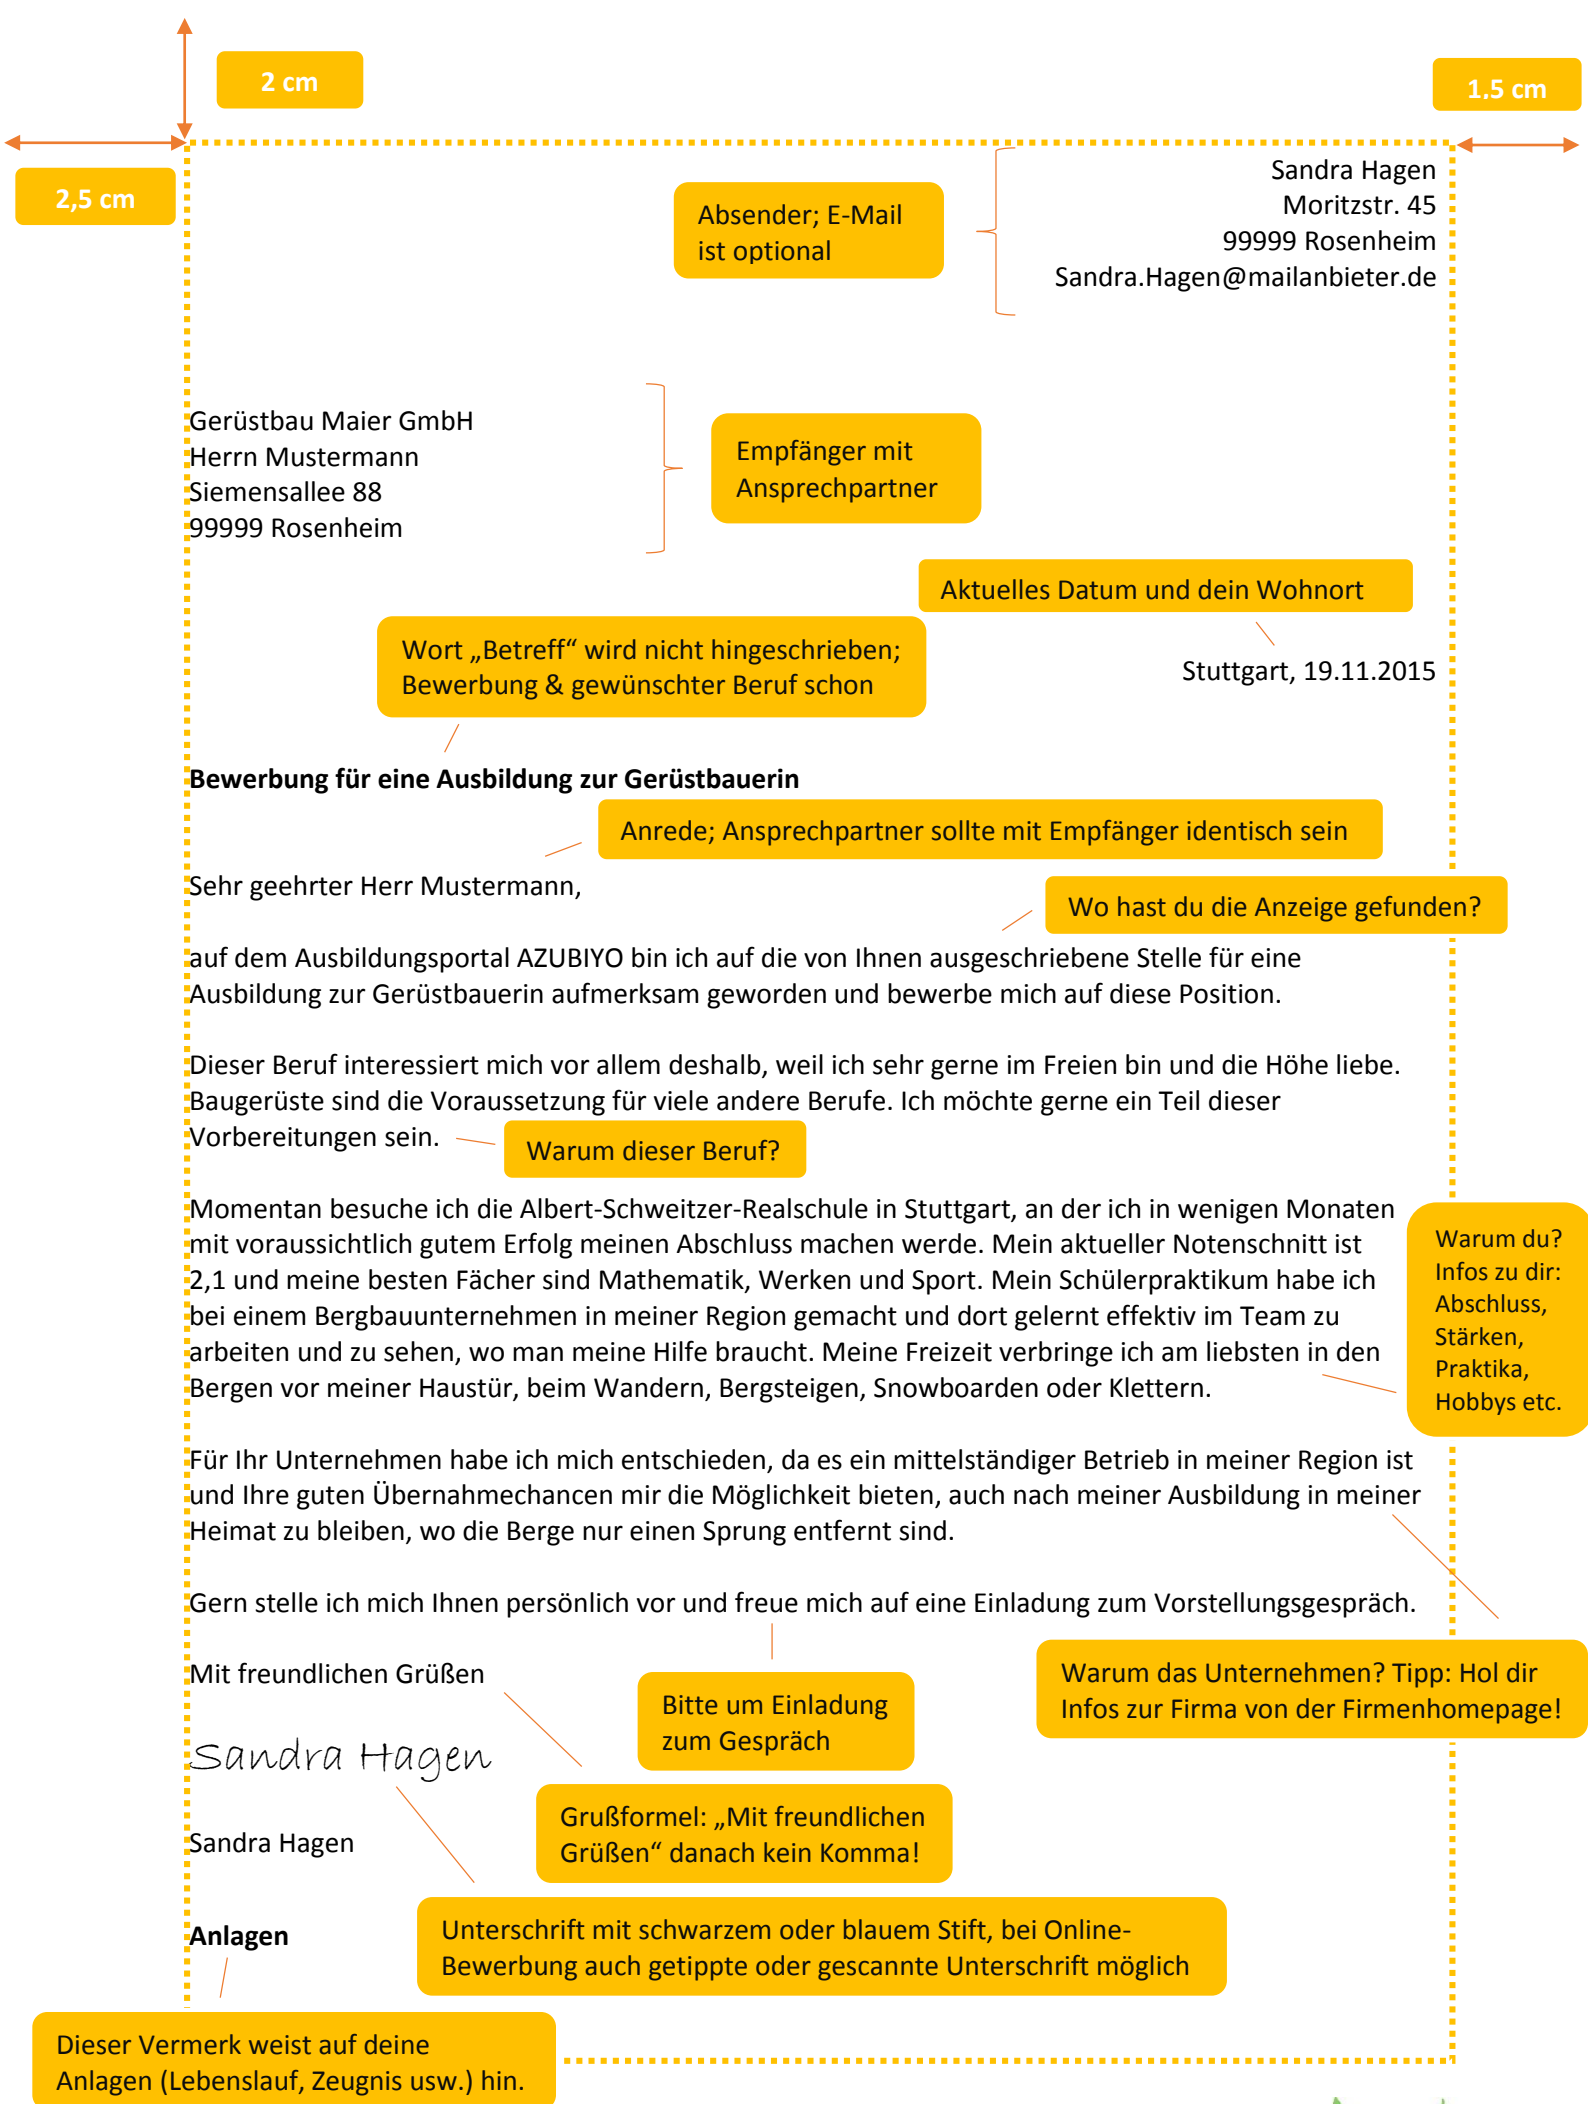 2 cm
1,5 cm
2,5 cm
Absender; E-Mail
ist optional
Sandra Hagen
Moritzstr. 45
99999 Rosenheim
Sandra.Hagen@mailanbieter.de
Gerüstbau Maier GmbH
Herrn Mustermann
Siemensallee 88
99999 Rosenheim
Empfänger mit
Ansprechpartner
Aktuelles Datum und dein Wohnort
Wort „Betreff“ wird nicht hingeschrieben;
Bewerbung & gewünschter Beruf schon
Stuttgart, 19.11.2015
Bewerbung für eine Ausbildung zur Gerüstbauerin
Anrede; Ansprechpartner sollte mit Empfänger identisch sein
Sehr geehrter Herr Mustermann,
Wo hast du die Anzeige gefunden?
auf dem Ausbildungsportal AZUBIYO bin ich auf die von Ihnen ausgeschriebene Stelle für eine
Ausbildung zur Gerüstbauerin aufmerksam geworden und bewerbe mich auf diese Position.
Dieser Beruf interessiert mich vor allem deshalb, weil ich sehr gerne im Freien bin und die Höhe liebe.
Baugerüste sind die Voraussetzung für viele andere Berufe. Ich möchte gerne ein Teil dieser
Vorbereitungen sein.
Warum dieser Beruf?
Momentan besuche ich die Albert-Schweitzer-Realschule in Stuttgart, an der ich in wenigen Monaten
mit voraussichtlich gutem Erfolg meinen Abschluss machen werde. Mein aktueller Notenschnitt ist
2,1 und meine besten Fächer sind Mathematik, Werken und Sport. Mein Schülerpraktikum habe ich
bei einem Bergbauunternehmen in meiner Region gemacht und dort gelernt effektiv im Team zu
arbeiten und zu sehen, wo man meine Hilfe braucht. Meine Freizeit verbringe ich am liebsten in den
Bergen vor meiner Haustür, beim Wandern, Bergsteigen, Snowboarden oder Klettern.
Warum du?
Infos zu dir:
Abschluss,
Stärken,
Praktika,
Hobbys etc.
Für Ihr Unternehmen habe ich mich entschieden, da es ein mittelständiger Betrieb in meiner Region ist
und Ihre guten Übernahmechancen mir die Möglichkeit bieten, auch nach meiner Ausbildung in meiner
Heimat zu bleiben, wo die Berge nur einen Sprung entfernt sind.
Gern stelle ich mich Ihnen persönlich vor und freue mich auf eine Einladung zum Vorstellungsgespräch.
Warum das Unternehmen? Tipp: Hol dir
Infos zur Firma von der Firmenhomepage!
Mit freundlichen Grüßen
Bitte um Einladung
zum Gespräch
Sandra Hagen
Grußformel: „Mit freundlichen
Grüßen“ danach kein Komma!
Sandra Hagen
Unterschrift mit schwarzem oder blauem Stift, bei Online-
Bewerbung auch getippte oder gescannte Unterschrift möglich
Anlagen
Dieser Vermerk weist auf deine
Anlagen (Lebenslauf, Zeugnis usw.) hin.